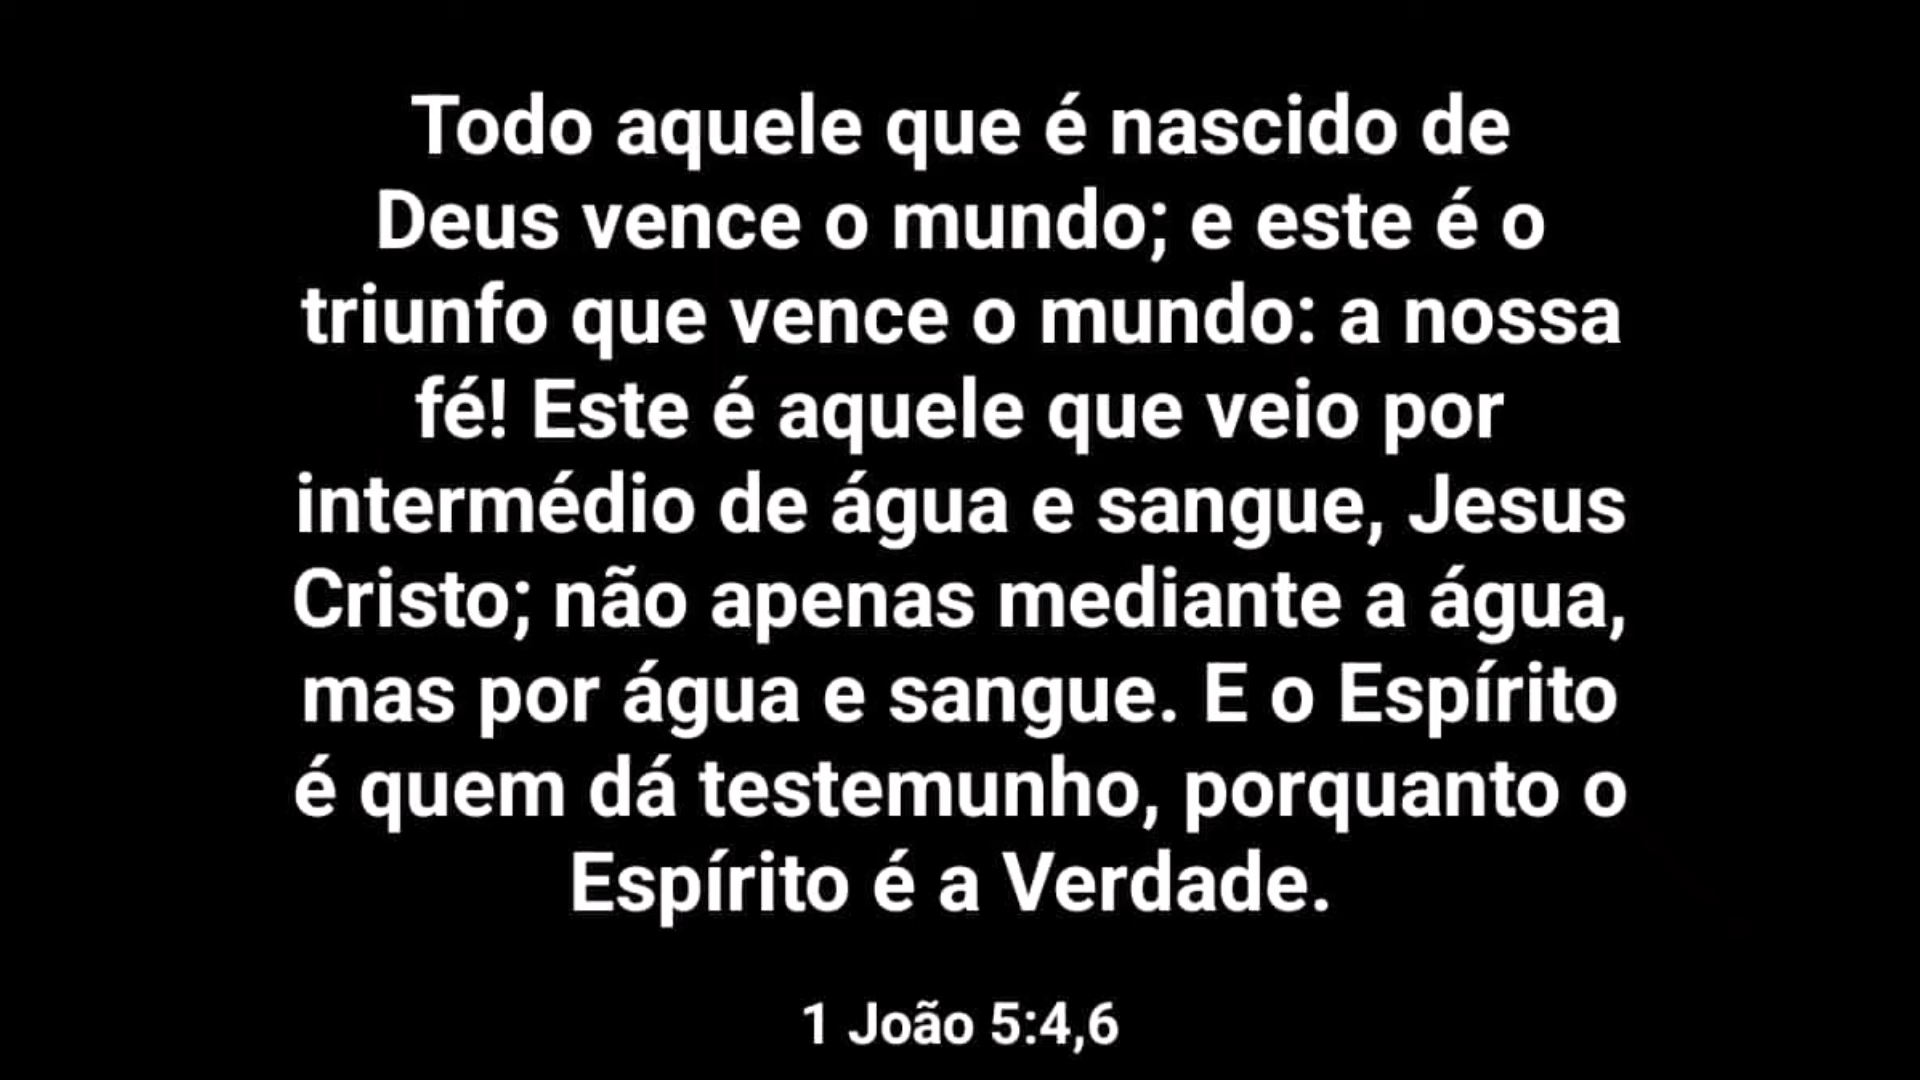 Todo aquele que é nascido de
Deus vence o mundo; e este é o
triunfo que vence o mundo: a nossa
fé! Este é aquele que veio por
intermédio de água e sangue, Jesus
Cristo; não apenas mediante a água,
mas por água e sangue. E o Espírito
é quem dá testemunho, porquanto o
Espírito é a Verdade.
1 João 5:4,6